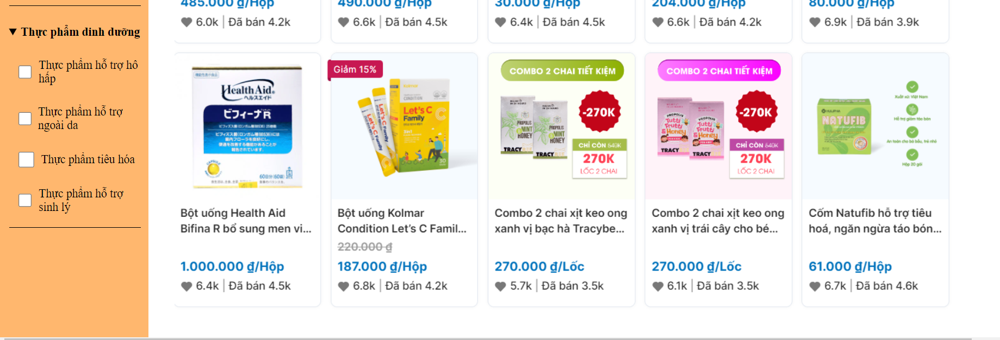 Thực phẩm dinh dưỡng
Thực phẩm hỗ trợ hô
hấp
Thực phẩm hỗ trợ
ngoài da
Thực phẩm tiêu hóa
Thực phẩm hỗ trợ
sinh lý
485.000 ₫/Hộp
6.0k | Đã bán 4.2k
490.000 ₫/Hộp
6.6k | Đã bán 4.5k
30.000 ₫/Hộp
6.4k | Đã bán 4.5k
204.000 ₫/Hộp
6.6k | Đã bán 4.2k
80.000 ₫/Hộp
6.9k | Đã bán 3.9k
Health Aid
ヘルスエイド
ビフィーナR
60日分(60袋)
Bột uống Health Aid
Bifina R bổ sung men vi...
1.000.000 ₫/Hộp
6.4k | Đã bán 4.5k
Giảm 15%
CONDITION
Let's C
Family
3in1
30
Let's C Family
Let's C Family
Bột uống Kolmar
Condition Let's C Famil...
220.000 ₫
187.000 ₫/Hộp
6.8k | Đã bán 4.2k
COMBO 2 CHAI TIẾT KIỆM
-270K
PROPOLIS
MINT
HONEY
TRACY
PROPOLIS
MINT
HONEY
TRACY
CHỈ CÒN 540K
270K
LỐC 2 CHAI
Combo 2 chai xịt keo ong
xanh vị bạc hà Tracybe...
270.000 ₫/Lốc
5.7k | Đã bán 3.5k
COMBO 2 CHAI TIẾT KIỆM
-270K
PROPOLIS
Tutti
Frutti
& Honey
TRACY
PROPOLIS
Tutti
Frutti
& Honey
TRACY
CHỈ CÒN 540K
270K
LỐC 2 CHAI
Combo 2 chai xịt keo ong
xanh vị trái cây cho bé...
270.000 ₫/Lốc
6.1k | Đã bán 3.5k
NATUFIB
Xuất xứ: Việt Nam
Hỗ trợ giảm táo bón
An toàn cho bà bầu, trẻ nhỏ
Hộp 20 gói
Cốm Natufib hỗ trợ tiêu
hoá, ngăn ngừa táo bón...
61.000 ₫/Hộp
6.7k | Đã bán 4.6k